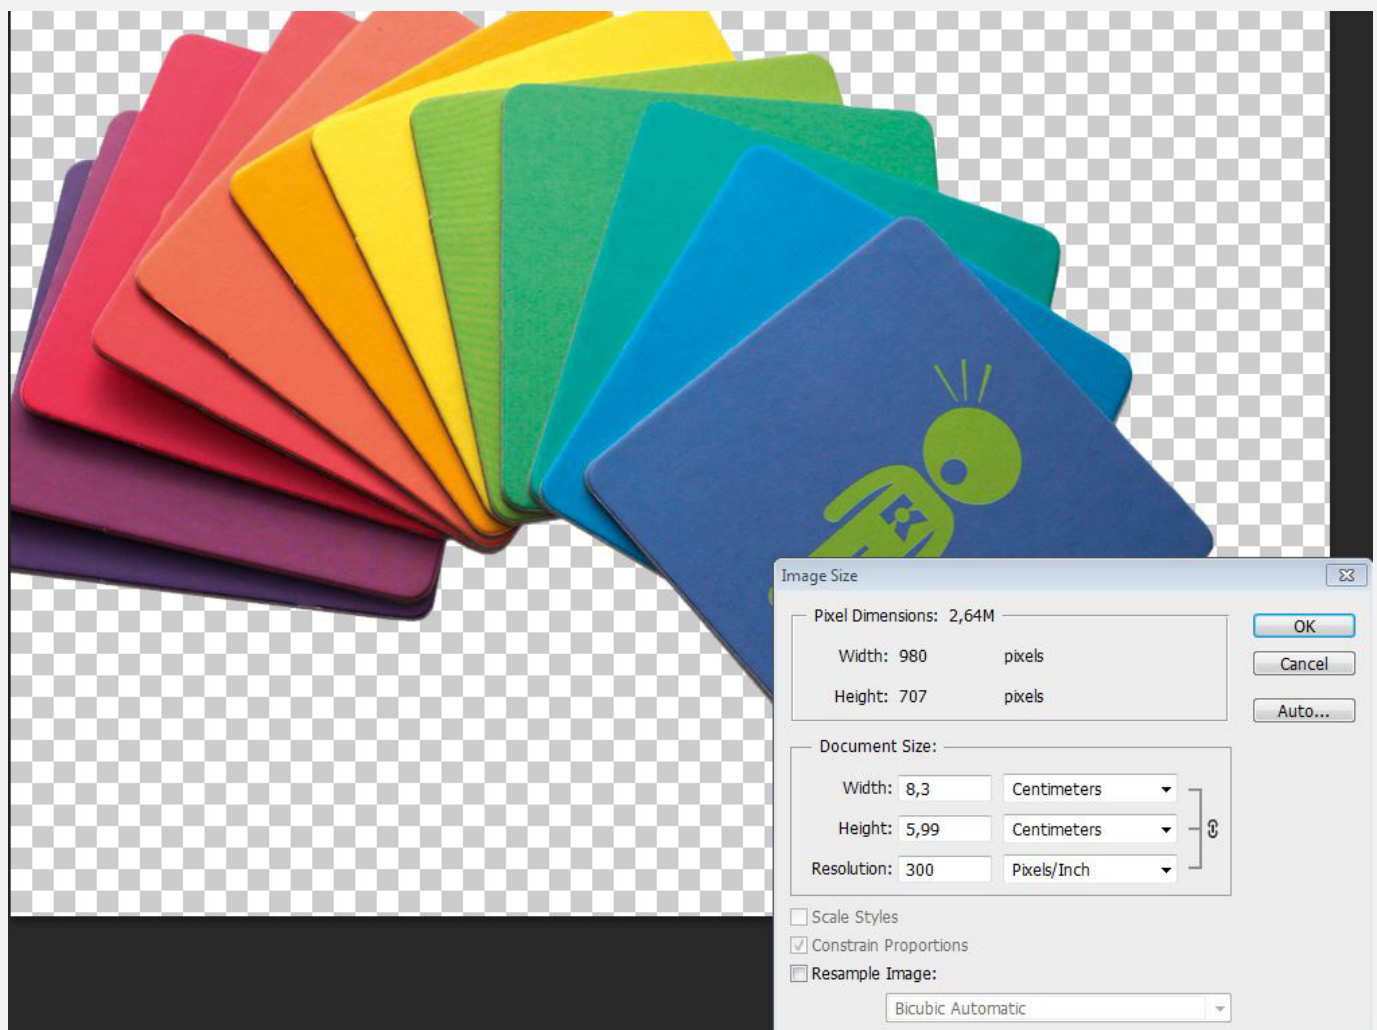 Image Size
Pixel Dimensions: 2,64M
Width: 980 pixels
Height: 707 pixels
OK
Cancel
Auto...
Document Size:
Width: 8,3 Centimeters
Height: 5,99 Centimeters
Resolution: 300 Pixels/Inch
Scale Styles
Constrain Proportions
Resample Image:
Bicubic Automatic